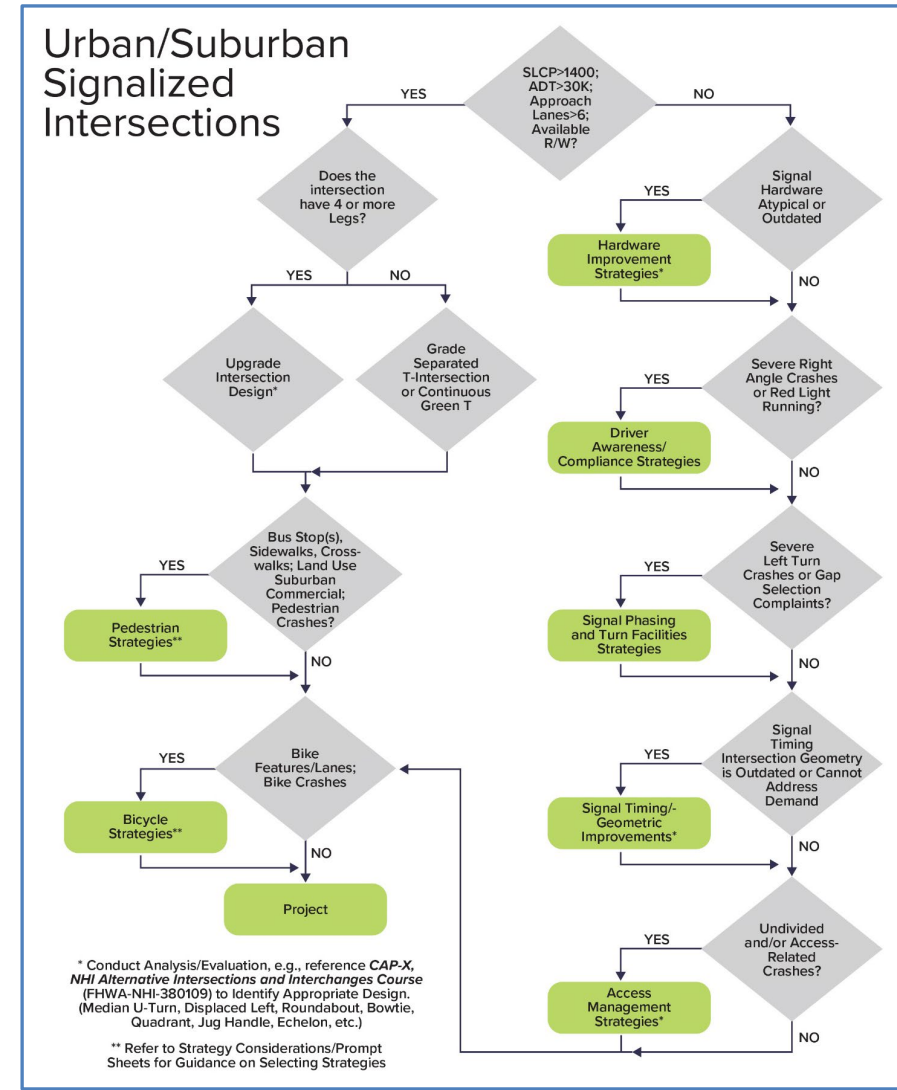 Urban/Suburban
Signalized
Intersections
SLCP>1400;
ADT>30K;
Approach
Lanes>6;
Available
R/W?
YES
NO
Does the
intersection
have 4 or more
Legs?
Signal
Hardware
Atypical or
Outdated
YES
Hardware
Improvement
Strategies*
NO
YES
NO
Upgrade
Intersection
Design*
Grade
Separated
T-Intersection
or Continuous
Green T
Severe Right
Angle Crashes
or Red Light
Running?
YES
Driver
Awareness/
Compliance Strategies
NO
Bus Stop(s),
Sidewalks, Cross-
walks; Land Use
Suburban
Commercial;
Pedestrian
Crashes?
YES
Pedestrian
Strategies**
NO
Severe
Left Turn
Crashes or Gap
Selection
Complaints?
YES
Signal Phasing
and Turn Facilities
Strategies
NO
Bike
Features/Lanes;
Bike Crashes
YES
Bicycle
Strategies**
NO
Project
Signal
Timing
Intersection Geometry
is Outdated or Cannot
Address
Demand
YES
Signal Timing/-
Geometric
Improvements*
NO
Undivided
and/or Access-
Related
Crashes?
YES
Access
Management
Strategies*
NO
* Conduct Analysis/Evaluation, e.g., reference CAP-X,
NHI Alternative Intersections and Interchanges Course
(FHWA-NHI-380109) to Identify Appropriate Design.
(Median U-Turn, Displaced Left, Roundabout, Bowtie,
Quadrant, Jug Handle, Echelon, etc.)
** Refer to Strategy Considerations/Prompt
Sheets for Guidance on Selecting Strategies